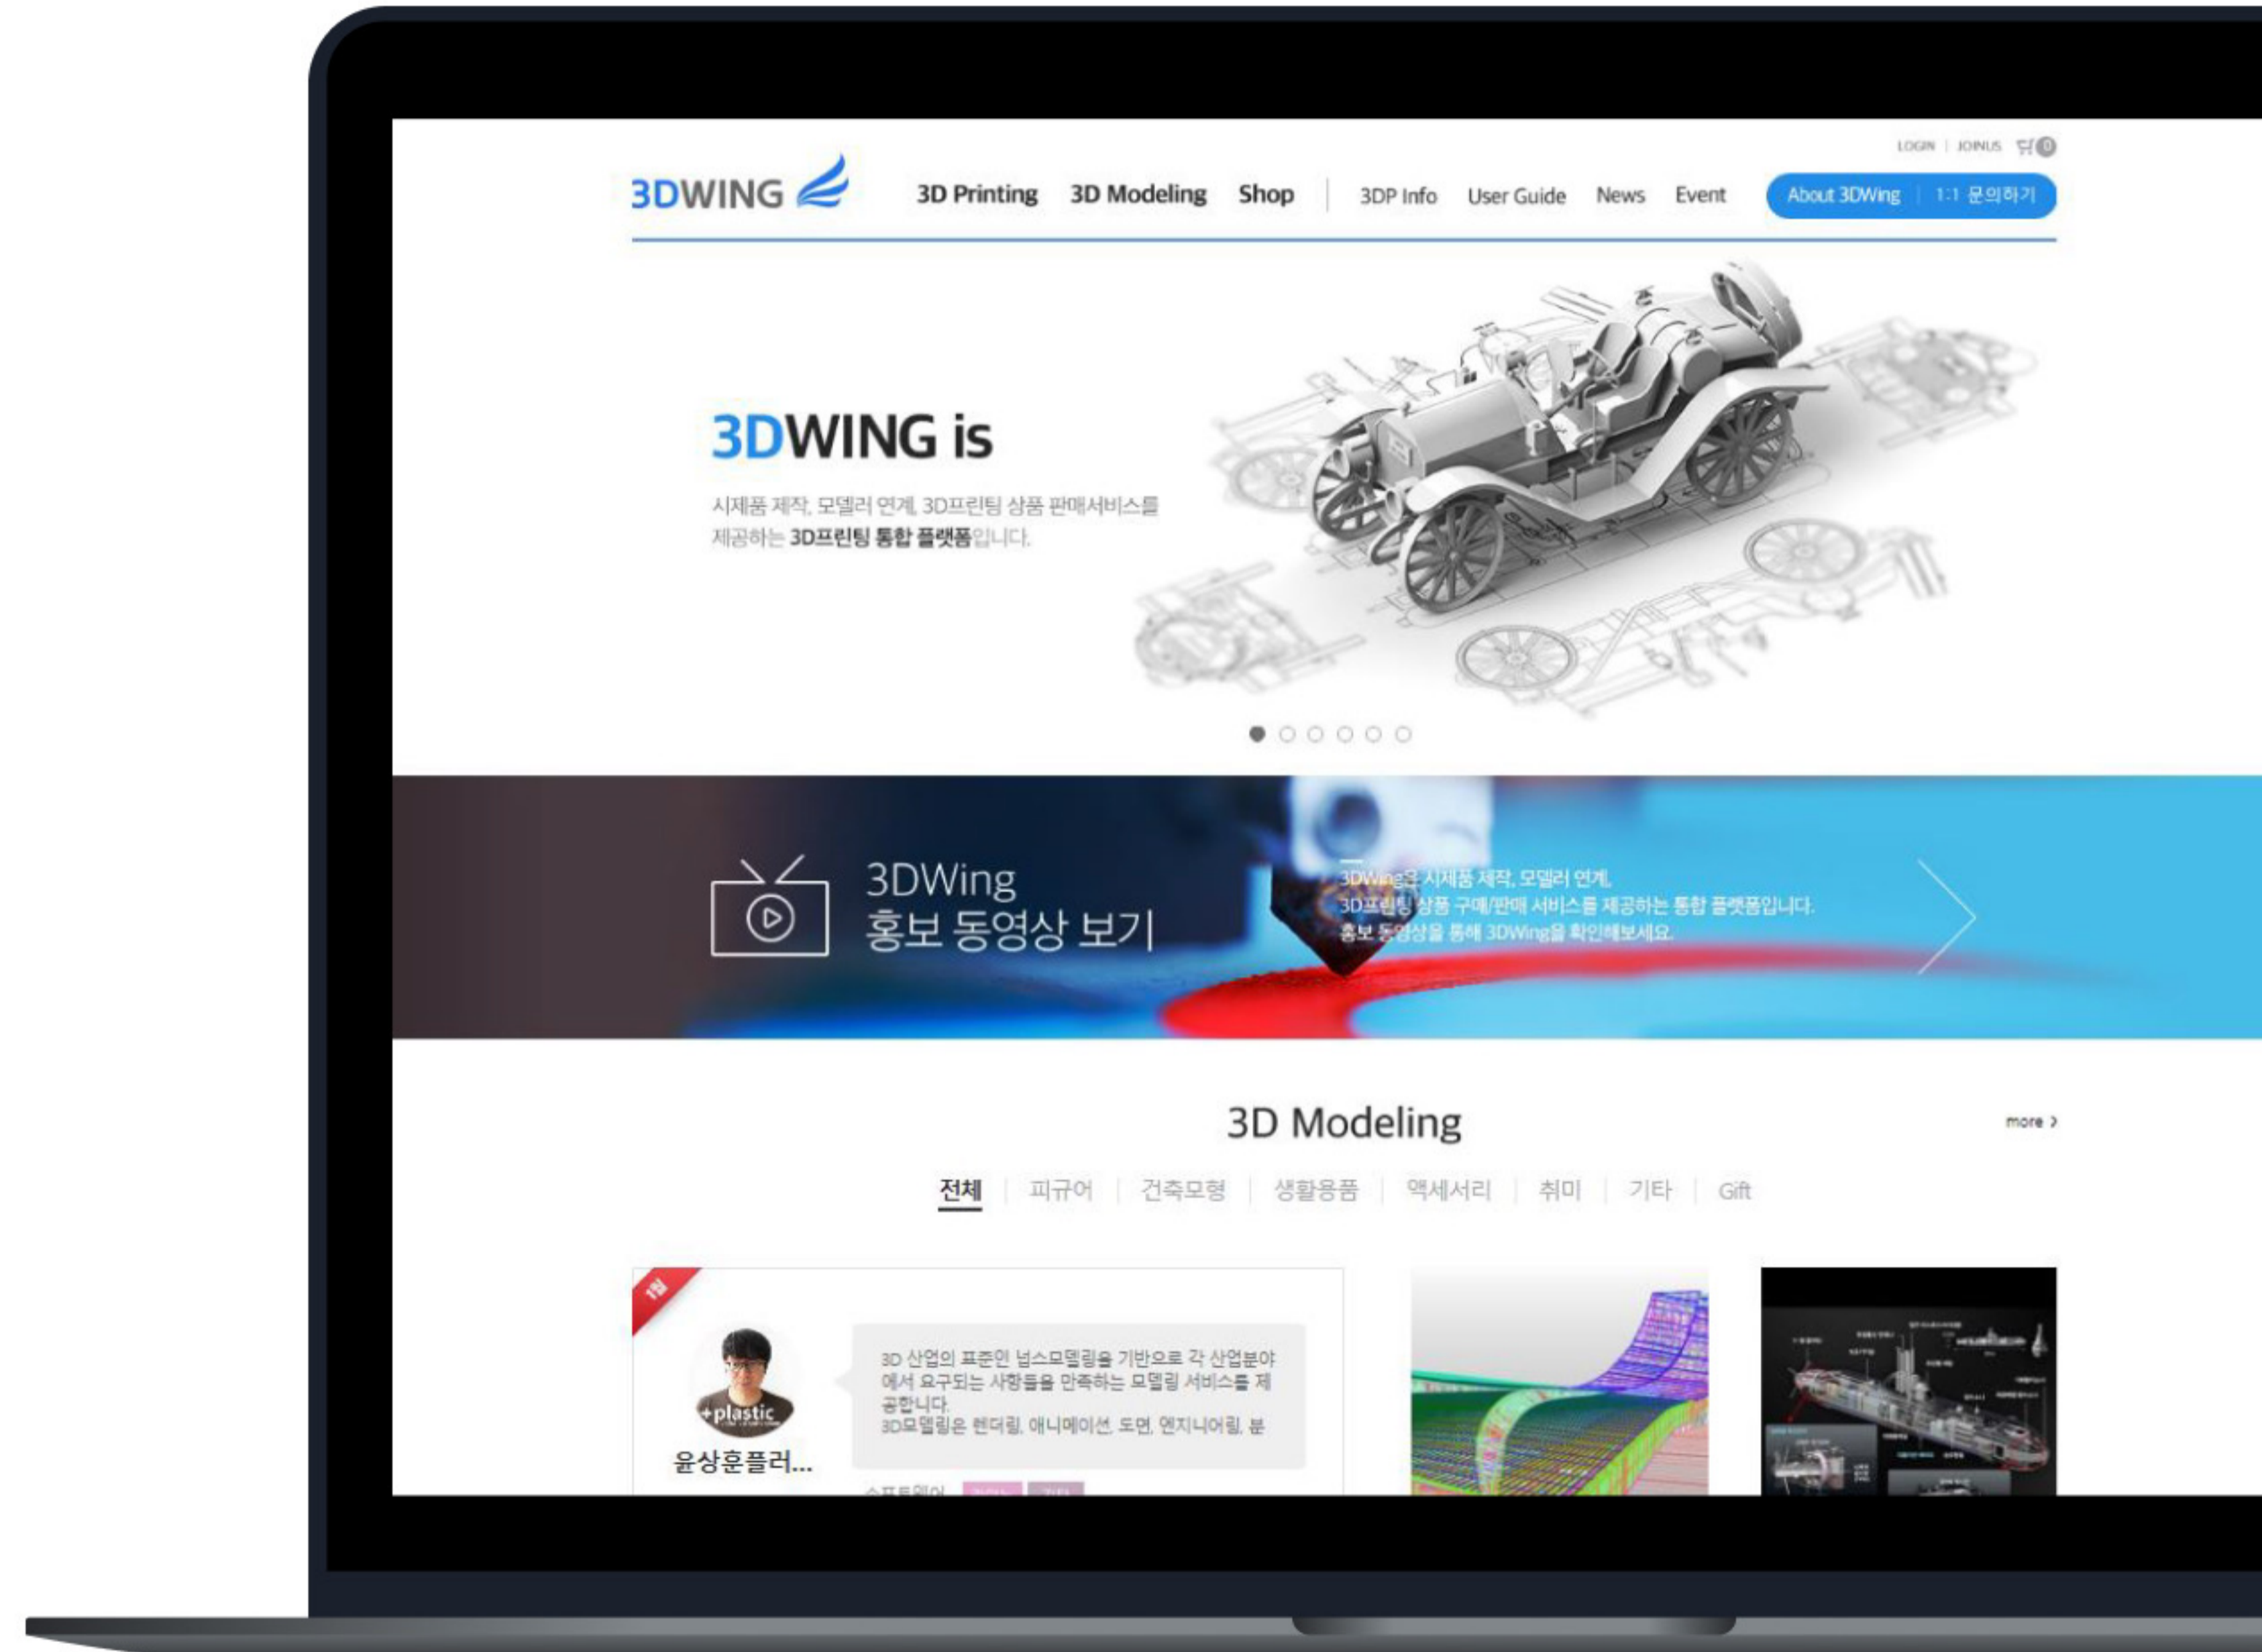 LOGIN | JOINUS 0
3DWING
3D Printing 3D Modeling Shop | 3DP Info User Guide News Event
About 3DWing | 1:1 문의하기
3DWING is
시제품 제작, 모델러 연계, 3D프린팅 상품 판매서비스를
제공하는 3D프린팅 통합 플랫폼입니다.
3DWing
홍보 동영상 보기
3DWing은 시제품 제작, 모델러 연계,
3D프린팅 상품 구매/판매 서비스를 제공하는 통합 플랫폼입니다.
홍보 동영상을 통해 3DWing을 확인해보세요.
3D Modeling
more >
전체 | 피규어 | 건축모형 | 생활용품 | 액세서리 | 취미 | 기타 | Gift
1월
+plastic
윤상훈플러...
3D 산업의 표준인 넙스모델링을 기반으로 각 산업분야
에서 요구되는 사항들을 만족하는 모델링 서비스를 제
공합니다.
3D모델링은 렌더링, 애니메이션, 도면, 엔지니어링, 분